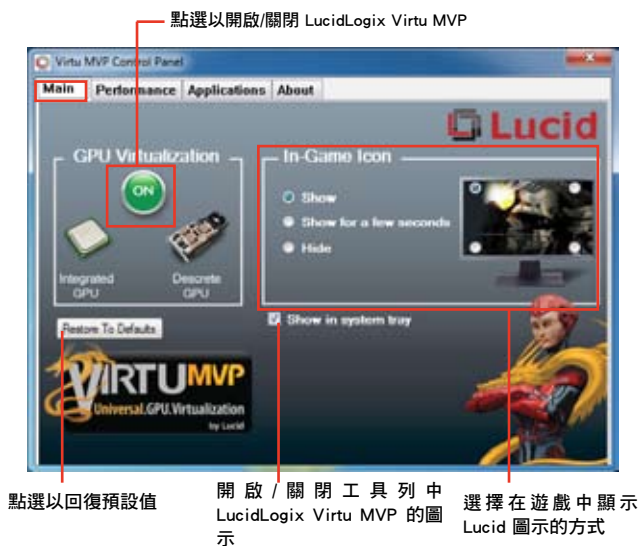 點選以開啟/關閉 LucidLogix Virtu MVP
Virtu MVP Control Panel
Main Performance Applications About
Lucid
GPU Virtualization
In-Game Icon
ON
Show
Show for a few seconds
Hide
Integrated GPU
Descrete GPU
Restore To Defaults
Show in system tray
VIRTU MVP
Universal.GPU.Virtualization
by Lucid
點選以回復預設值
開啟/關閉工具列中
LucidLogix Virtu MVP 的圖
示
選擇在遊戲中顯示
Lucid 圖示的方式